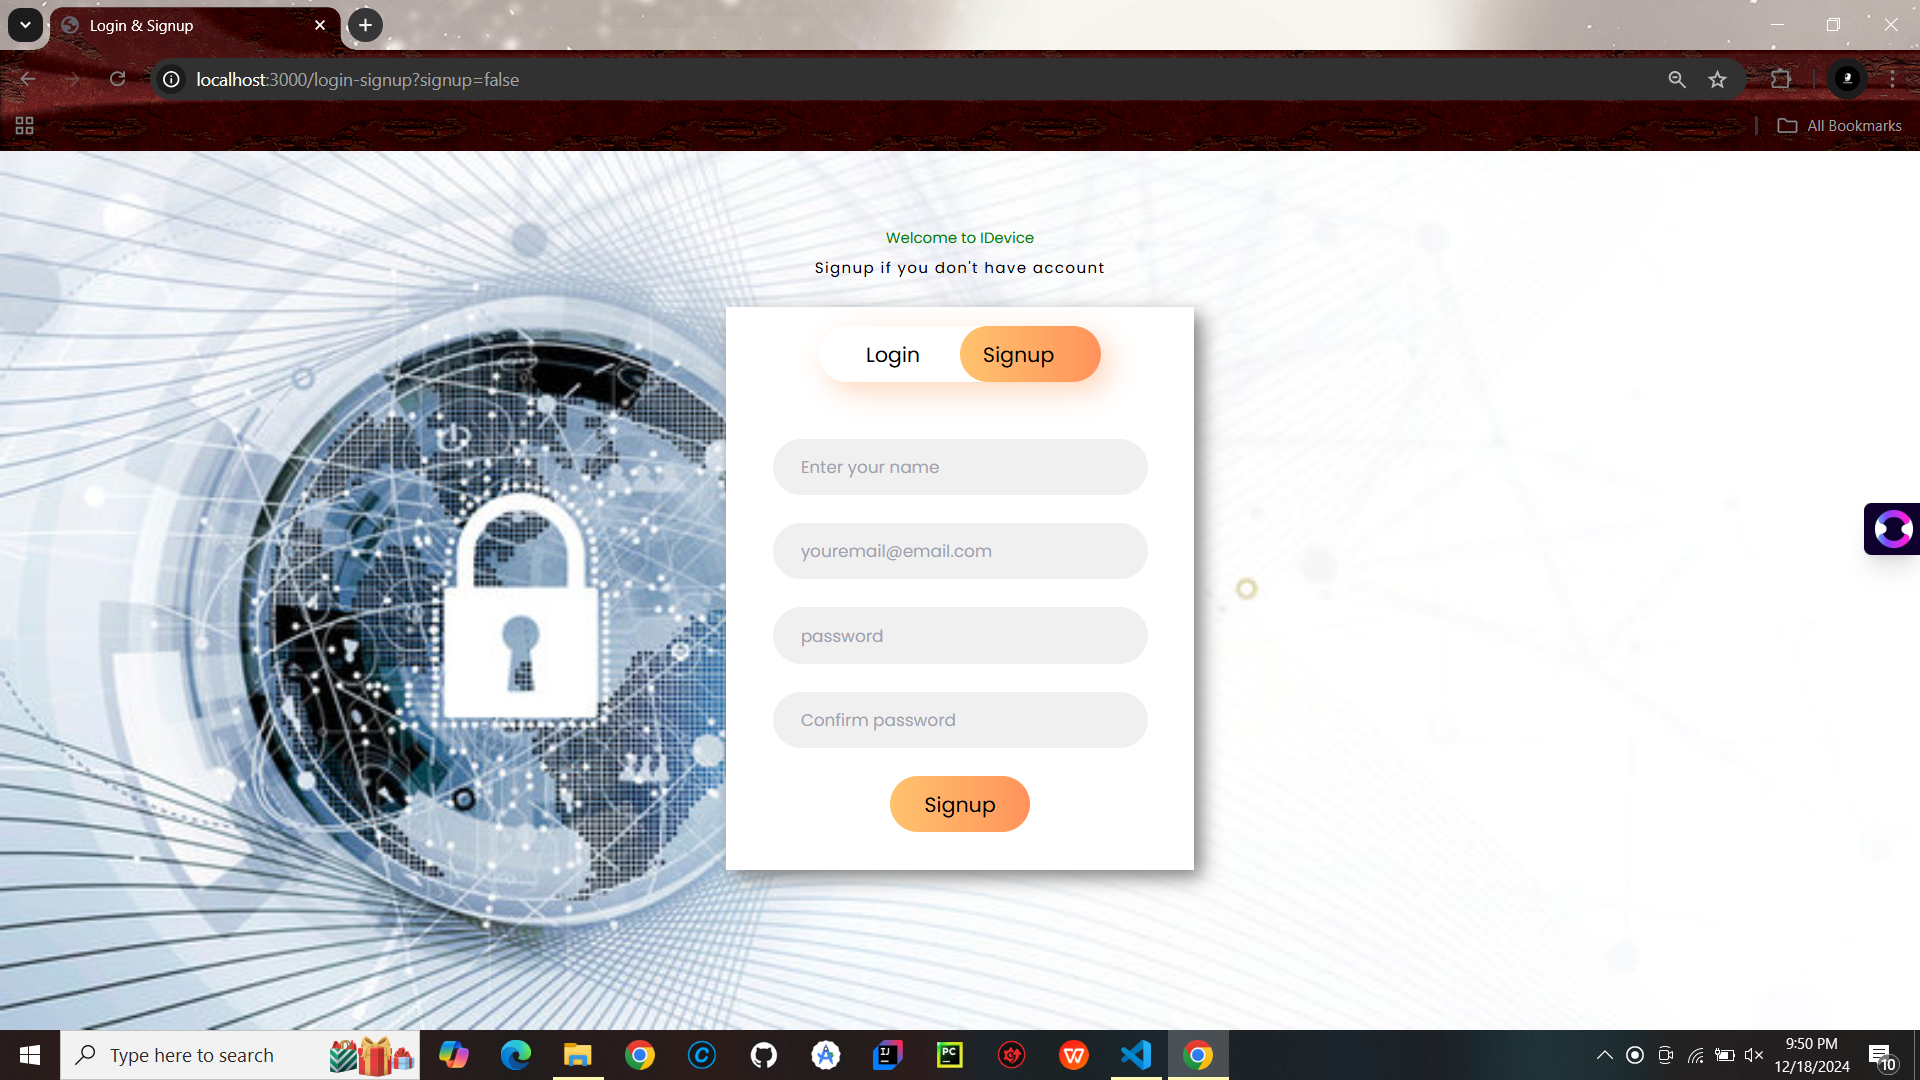 Login & Signup
localhost:3000/login-signup?signup=false
All Bookmarks
Welcome to IDevice
Signup if you don't have account
Login Signup
Enter your name
youremail@email.com
password
Confirm password
Signup
Type here to search
9:50 PM
12/18/2024
10